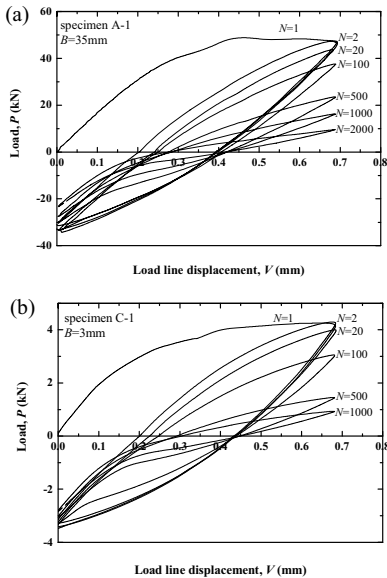 (a)
specimen A-1
B=35mm
N=1
N=2
N=20
N=100
N=500
N=1000
N=2000
60
40
20
0
-20
-40
Load, P (kN)
0.0 0.1 0.2 0.3 0.4 0.5 0.6 0.7 0.8
Load line displacement, V (mm)
(b)
specimen C-1
B=3mm
N=1
N=2
N=20
N=100
N=500
N=1000
4
2
0
-2
-4
Load, P (kN)
0.0 0.1 0.2 0.3 0.4 0.5 0.6 0.7 0.8
Load line displacement, V (mm)